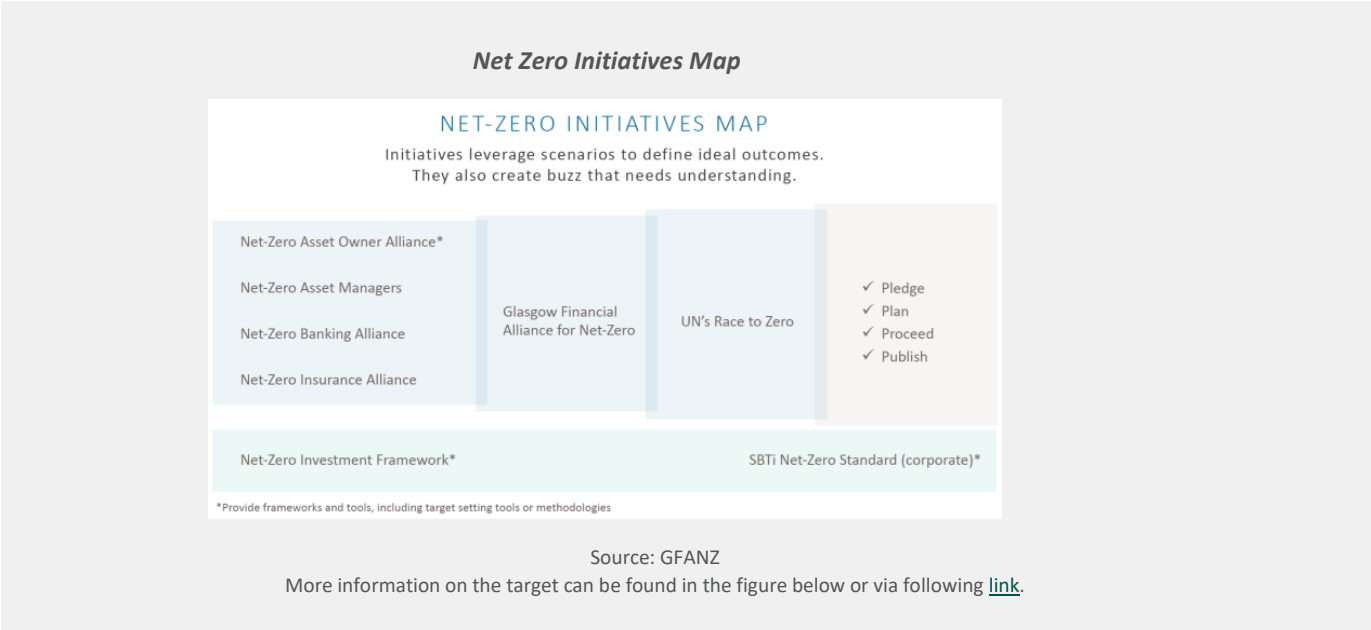 Net Zero Initiatives Map
NET-ZERO INITIATIVES MAP
Initiatives leverage scenarios to define ideal outcomes.
They also create buzz that needs understanding.
Net-Zero Asset Owner Alliance*
Net-Zero Asset Managers
Net-Zero Banking Alliance
Net-Zero Insurance Alliance
Glasgow Financial
Alliance for Net-Zero
UN's Race to Zero
✓ Pledge
✓ Plan
✓ Proceed
✓ Publish
Net-Zero Investment Framework*
SBTi Net-Zero Standard (corporate)*
*Provide frameworks and tools, including target setting tools or methodologies
Source: GFANZ
More information on the target can be found in the figure below or via following link.